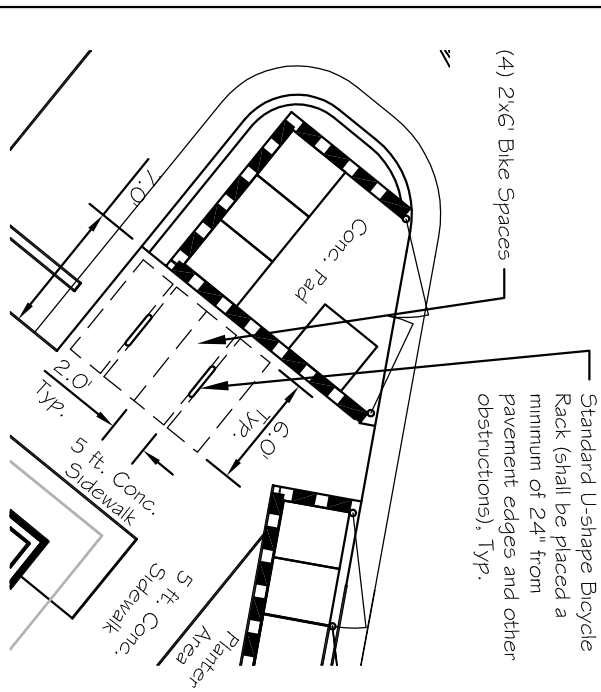 (4) 2'x6' Bike Spaces
Standard U-shape Bicycle
Rack (shall be placed a
minimum of 24" from
pavement edges and other
obstructions), Typ.
Conc. Pad
7.0'
6.0'
Typ.
2.0'
Typ.
5 ft. Conc.
Sidewalk
5 ft. Conc.
Sidewalk
Planter
Area